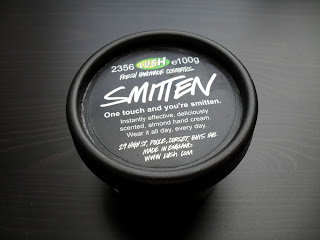 2356 LUSH e100g
FRESH HANDMADE COSMETICS
SMITTEN
One touch and you're smitten.
Instantly effective, deliciously
scented, almond hand cream.
Wear it all day, every day.
29 HIGH ST, POOLE, DORSET, BH15 1AB
MADE IN ENGLAND
WWW.LUSH.COM